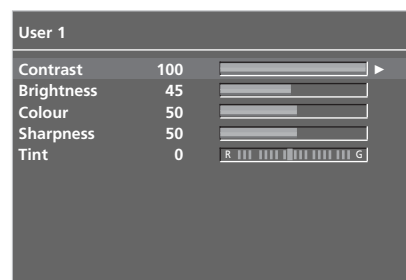 User 1
Contrast 100
Brightness 45
Colour 50
Sharpness 50
Tint 0 R G